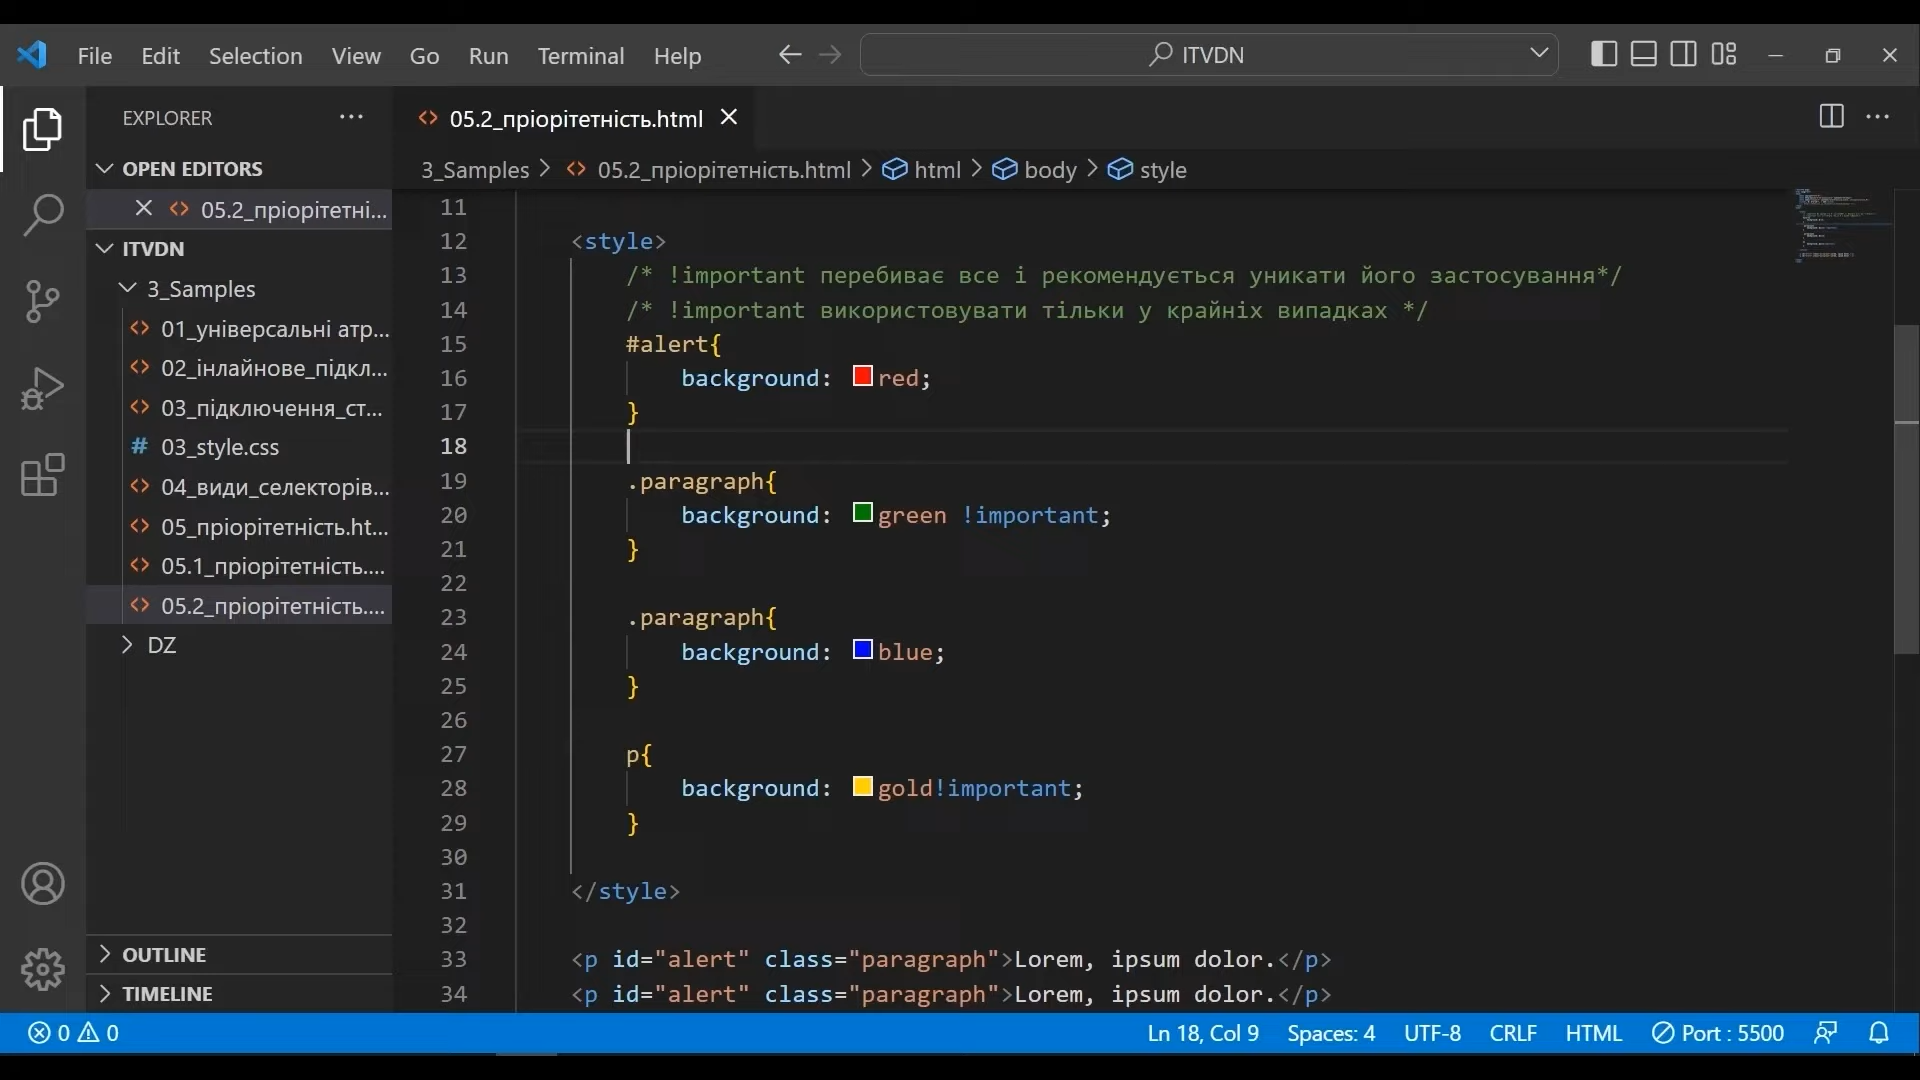 File Edit Selection View Go Run Terminal Help
ITVDN
EXPLORER
OPEN EDITORS
05.2_пріорітетні...
ITVDN
3_Samples
01_універсальні атр...
02_інлайнове_підкл...
03_підключення_ст...
03_style.css
04_види_селекторів...
05_пріорітетність.ht...
05.1_пріорітетність....
05.2_пріорітетність....
DZ
OUTLINE
TIMELINE
05.2_пріорітетність.html
3_Samples > 05.2_пріорітетність.html > html > body > style
11
12 <style>
13 /* !important перебиває все і рекомендується уникати його застосування*/
14 /* !important використовувати тільки у крайніх випадках */
15 #alert{
16 background: red;
17 }
18
19 .paragraph{
20 background: green !important;
21 }
22
23 .paragraph{
24 background: blue;
25 }
26
27 p{
28 background: gold!important;
29 }
30
31 </style>
32
33 <p id="alert" class="paragraph">Lorem, ipsum dolor.</p>
34 <p id="alert" class="paragraph">Lorem, ipsum dolor.</p>
0 0 Ln 18, Col 9 Spaces: 4 UTF-8 CRLF HTML Port : 5500